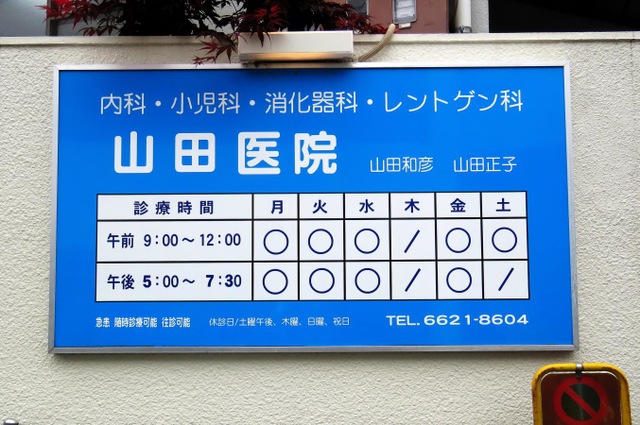 内科・小児科・消化器科・レントゲン科
山田医院 山田和彦 山田正子
診療時間 月 火 水 木 金 土
午前 9:00〜12:00 ○ ○ ○ / ○ ○
午後 5:00〜 7:30 ○ ○ ○ / ○ /
急患 随時診療可能 往診可能 休診日/土曜午後、木曜、日曜、祝日 TEL.6621-8604